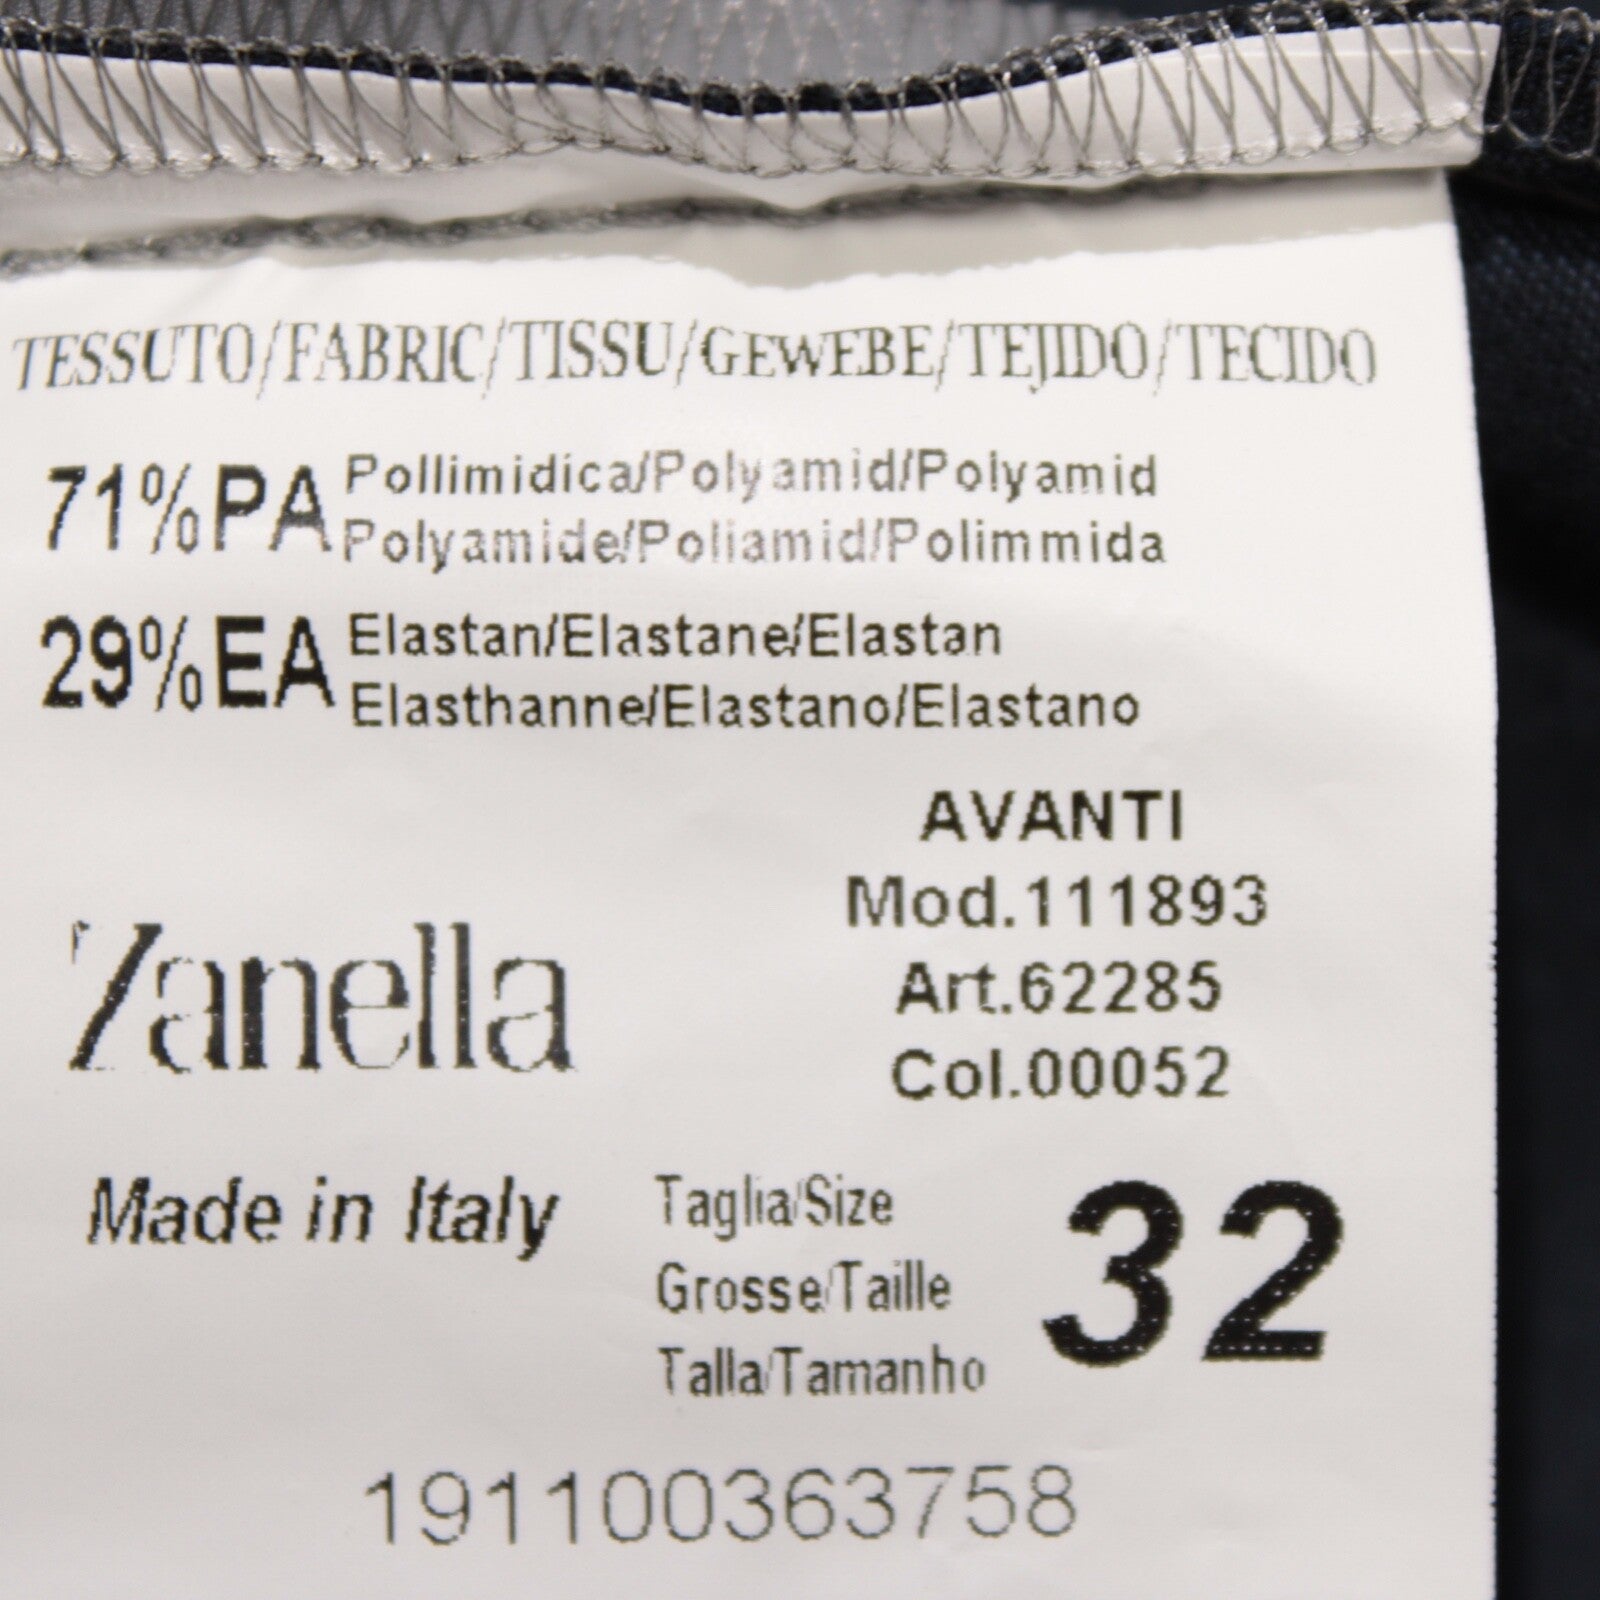 TESSUTO/FABRIC/TISSU/GEWEBE/TEJIDO/TECIDO
71%PA Pollimidica/Polyamid/Polyamid
Polyamide/Poliamid/Polimmida
29%EA Elastan/Elastane/Elastan
Elasthanne/Elastano/Elastano
AVANTI
Mod.111893
Art.62285
Col.00052
Zanella
Made in Italy
Taglia/Size
Grosse/Taille
Talla/Tamanho
32
191100363758